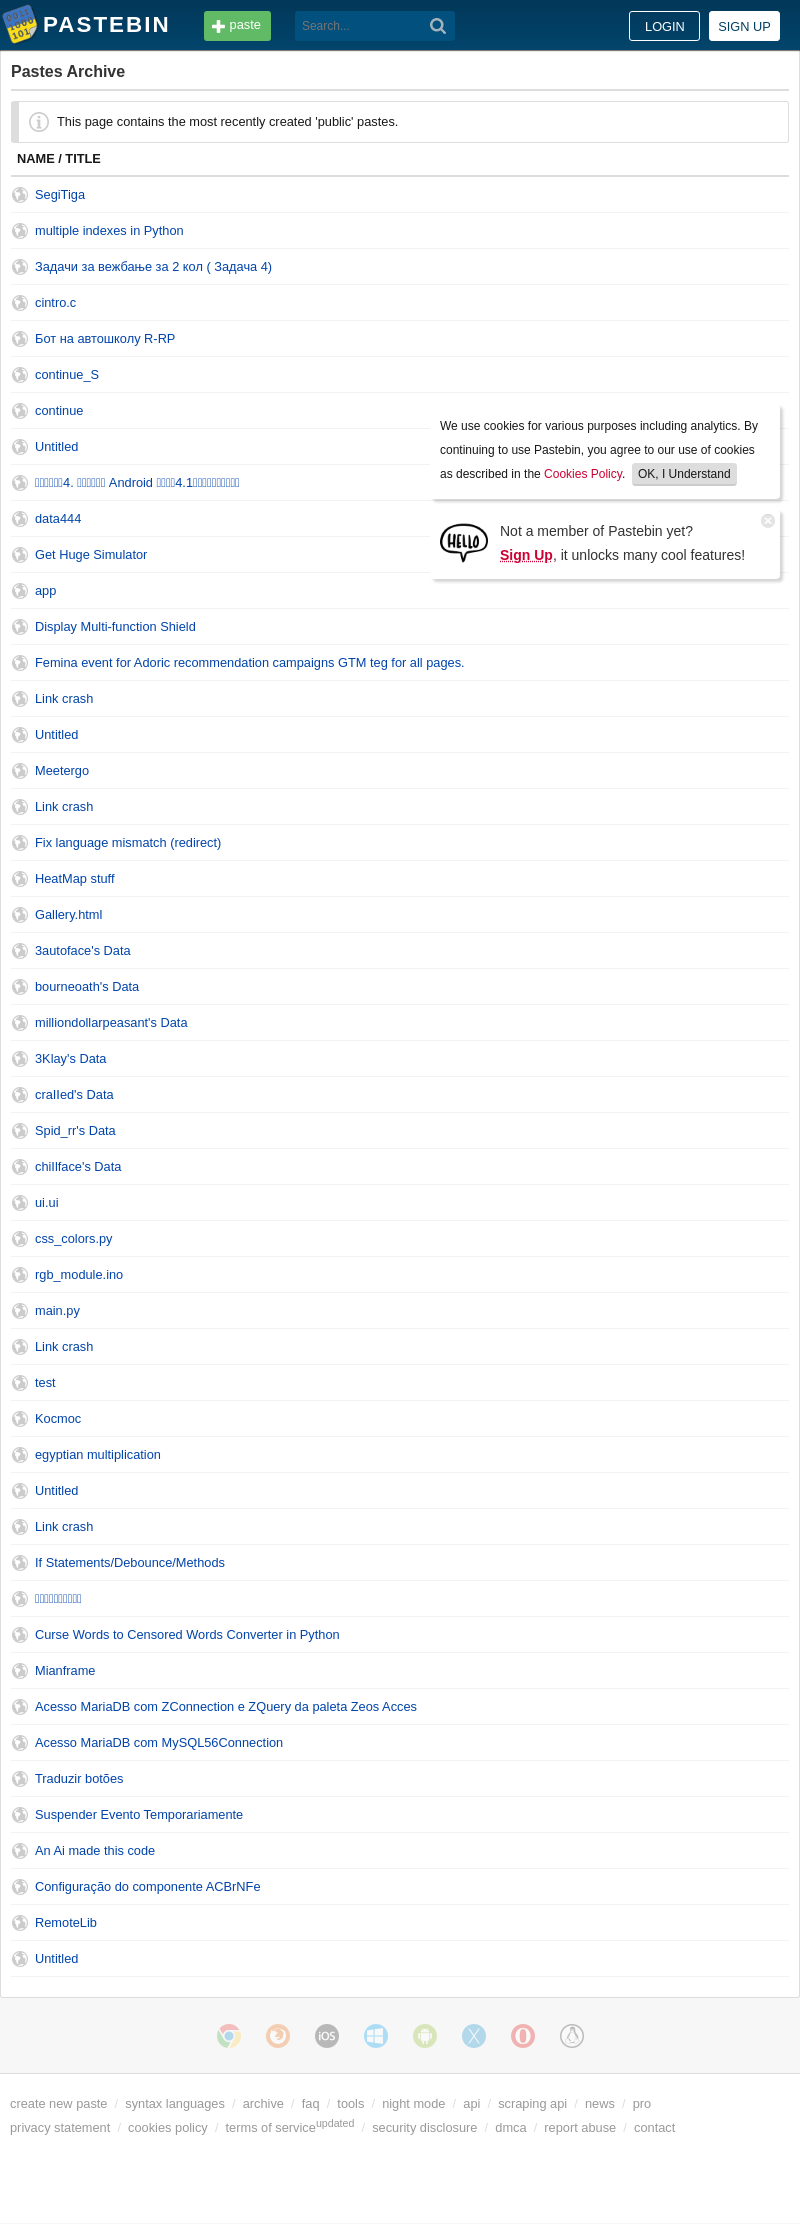 PASTEBIN
paste
Search...
LOGIN
SIGN UP
Pastes Archive
This page contains the most recently created 'public' pastes.
NAME / TITLE
SegiTiga
multiple indexes in Python
Задачи за вежбање за 2 кол ( Задача 4)
cintro.c
Бот на автошколу R-RP
continue_S
continue
Untitled
4. Android 4.1
data444
Get Huge Simulator
app
We use cookies for various purposes including analytics. By
continuing to use Pastebin, you agree to our use of cookies
as described in the Cookies Policy. OK, I Understand
HELLO
Not a member of Pastebin yet?
Sign Up, it unlocks many cool features!
Display Multi-function Shield
Femina event for Adoric recommendation campaigns GTM teg for all pages.
Link crash
Untitled
Meetergo
Link crash
Fix language mismatch (redirect)
HeatMap stuff
Gallery.html
3autoface's Data
bourneoath's Data
milliondollarpeasant's Data
3Klay's Data
craIIed's Data
Spid_rr's Data
chiIlface's Data
ui.ui
css_colors.py
rgb_module.ino
main.py
Link crash
test
Космос
egyptian multiplication
Untitled
Link crash
If Statements/Debounce/Methods
Curse Words to Censored Words Converter in Python
Mianframe
Acesso MariaDB com ZConnection e ZQuery da paleta Zeos Acces
Acesso MariaDB com MySQL56Connection
Traduzir botões
Suspender Evento Temporariamente
An Ai made this code
Configuração do componente ACBrNFe
RemoteLib
Untitled
iOS
create new paste / syntax languages / archive / faq / tools / night mode / api / scraping api / news / pro
privacy statement / cookies policy / terms of service updated / security disclosure / dmca / report abuse / contact